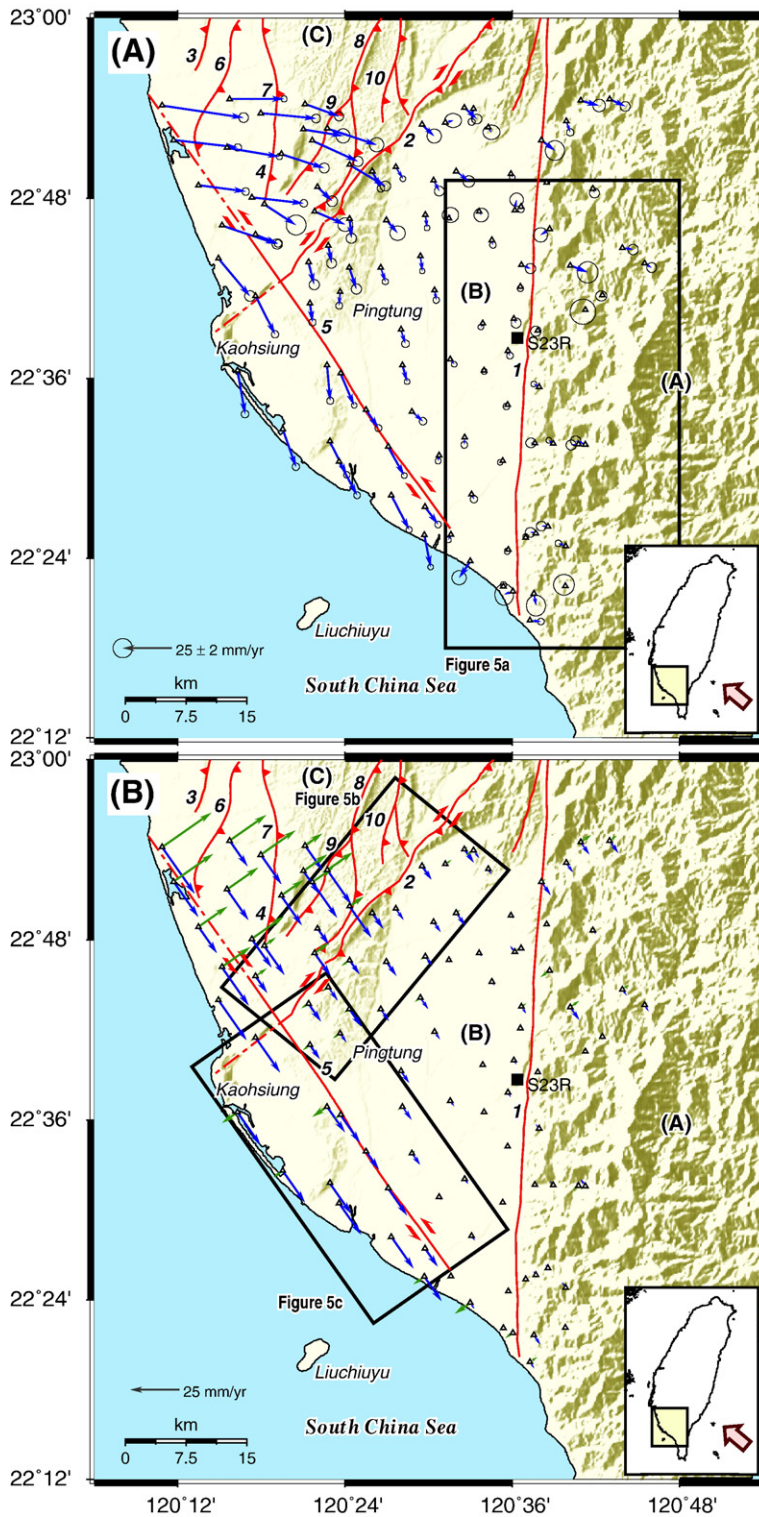 23°00'
(A)
(C)
3
6
7
8
9
10
2
4
22°48'
(B)
Pingtung
5
Kaohsiung
S23R
1
(A)
22°36'
22°24'
Liuchiuyu
25 ± 2 mm/yr
Figure 5a
South China Sea
km
0 7.5 15
22°12'
23°00'
(B)
(C)
Figure 5b
3
6
7
8
9
10
2
4
22°48'
(B)
5
Pingtung
Kaohsiung
S23R
1
(A)
22°36'
22°24'
Figure 5c
Liuchiuyu
25 mm/yr
South China Sea
km
0 7.5 15
22°12'
120°12' 120°24' 120°36' 120°48'